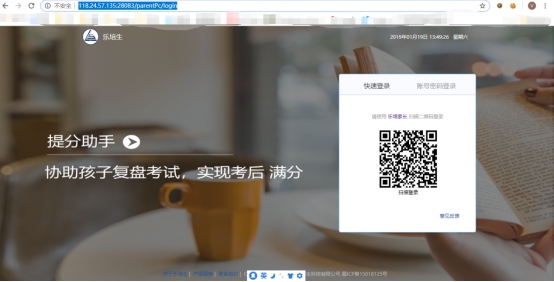 不安全 | 118.24.57.135:28083/parentPc/login
乐培生
2019年01月19日 13:49:26 星期六
快速登录
账号密码登录
请使用 乐培家长 扫描二维码登录
扫码登录
意见反馈
提分助手
协助孩子复盘考试，实现考后 满分
英